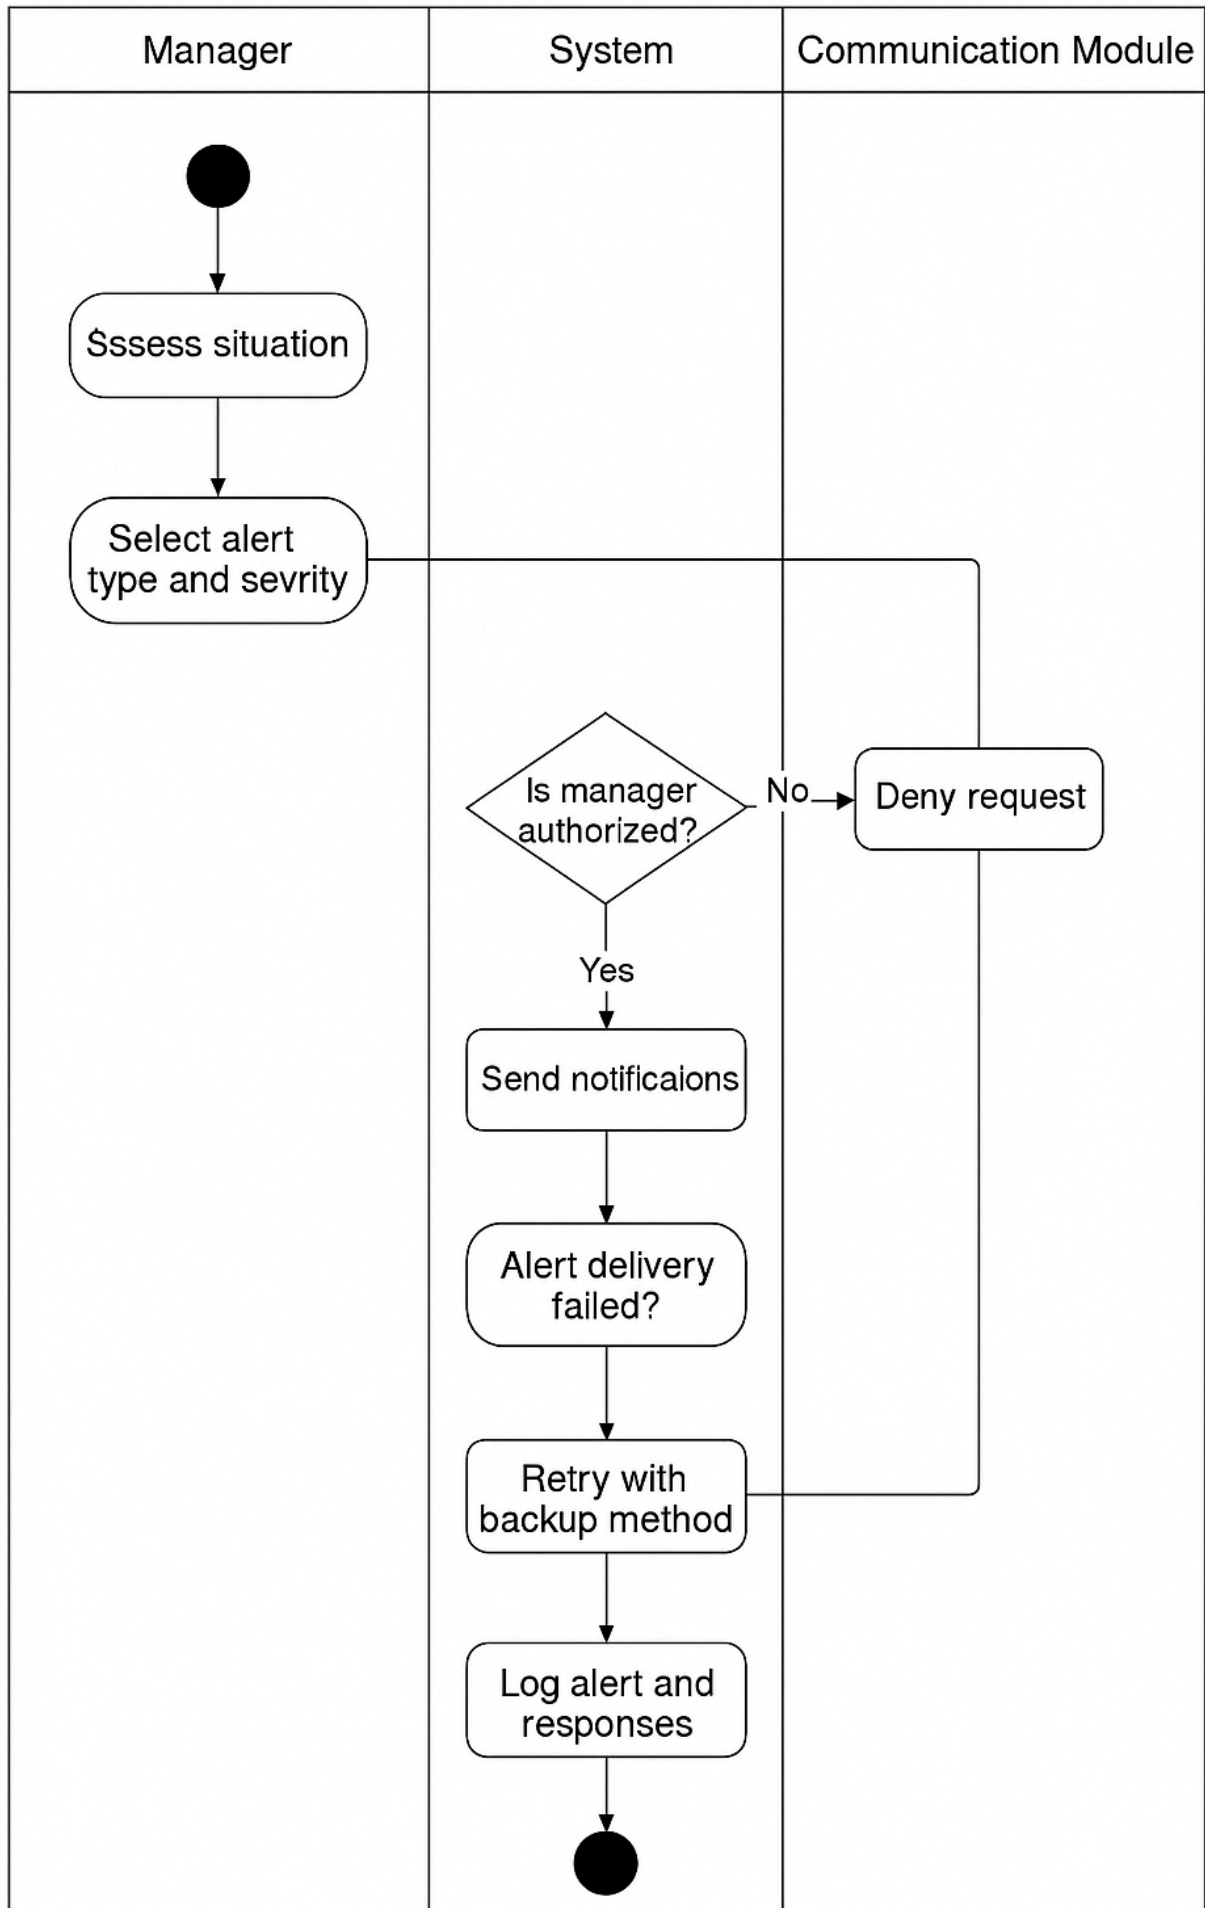 Manager
System
Communication Module
$ssess situation
Select alert
type and sevrity
Is manager
authorized?
No
Deny request
Yes
Send notificaions
Alert delivery
failed?
Retry with
backup method
Log alert and
responses